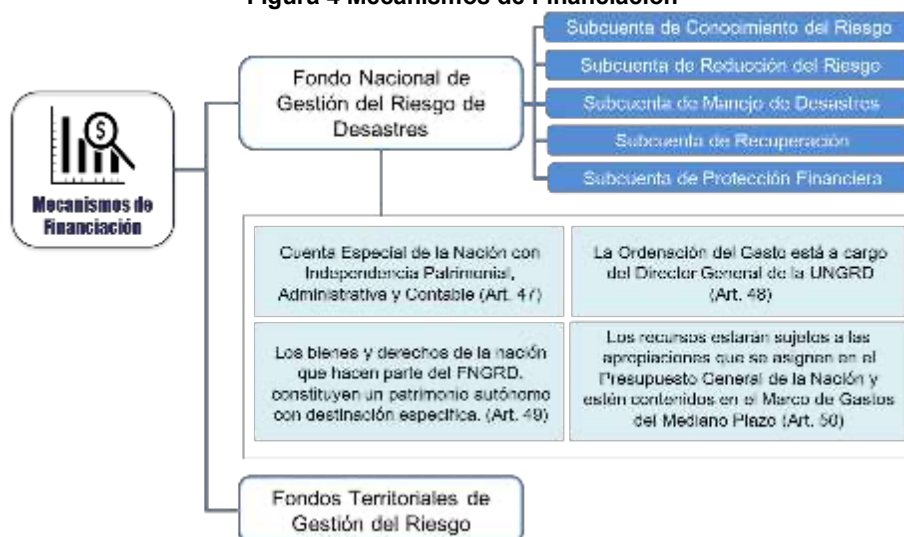 Figura 4 Mecanismos de Financiación
Subcuenta de Conocimiento del Riesgo
Subcuenta de Reducción del Riesgo
Subcuenta de Manejo de Desastres
Subcuenta de Recuperación
Subcuenta de Protección Financiera
Fondo Nacional de
Gestión del Riesgo de
Desastres
$
Mecanismos de
Financiación
Cuenta Especial de la Nación con
Independencia Patrimonial,
Administrativa y Contable (Art. 47)
La Ordenación del Gasto está a cargo
del Director General de la UNGRD
(Art. 48)
Los bienes y derechos de la nación
que hacen parte del FNGRD,
constituyen un patrimonio autónomo
con destinación específica. (Art. 49)
Los recursos estarán sujetos a las
apropiaciones que se asignen en el
Presupuesto General de la Nación y
estén contenidos en el Marco de Gastos
del Mediano Plazo (Art. 50)
Fondos Territoriales de
Gestión del Riesgo